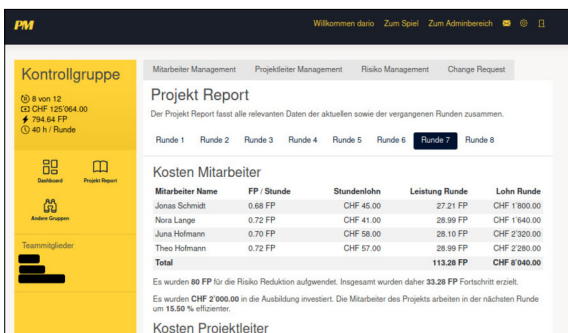 PM
Willkommen dario Zum Spiel Zum Adminbereich
Kontrollgruppe
8 von 12
CHF 125'064.00
794.64 FP
40 h / Runde
Dashboard Projekt Report
Andere Gruppen
Teammitglieder
Mitarbeiter Management Projektleiter Management Risiko Management Change Request
Projekt Report
Der Projekt Report fasst alle relevanten Daten der aktuellen sowie der vergangenen Runden zusammen.
Runde 1 Runde 2 Runde 3 Runde 4 Runde 5 Runde 6 Runde 7 Runde 8
Kosten Mitarbeiter
Mitarbeiter Name FP / Stunde Stundenlohn Leistung Runde Lohn Runde
Jonas Schmidt 0.68 FP CHF 45.00 27.21 FP CHF 1'800.00
Nora Lange 0.72 FP CHF 41.00 28.99 FP CHF 1'640.00
Juna Hofmann 0.70 FP CHF 58.00 28.10 FP CHF 2'320.00
Theo Hofmann 0.72 FP CHF 57.00 28.99 FP CHF 2'280.00
Total 113.28 FP CHF 8'040.00
Es wurden 80 FP für die Risiko Reduktion aufgwendet. Insgesamt wurden daher 33.28 FP Fortschritt erzielt.
Es wurden CHF 2'000.00 in die Ausbildung investiert. Die Mitarbeiter des Projekts arbeiten in der nächsten Runde
um 15.50 % effizienter.
Kosten Projektleiter